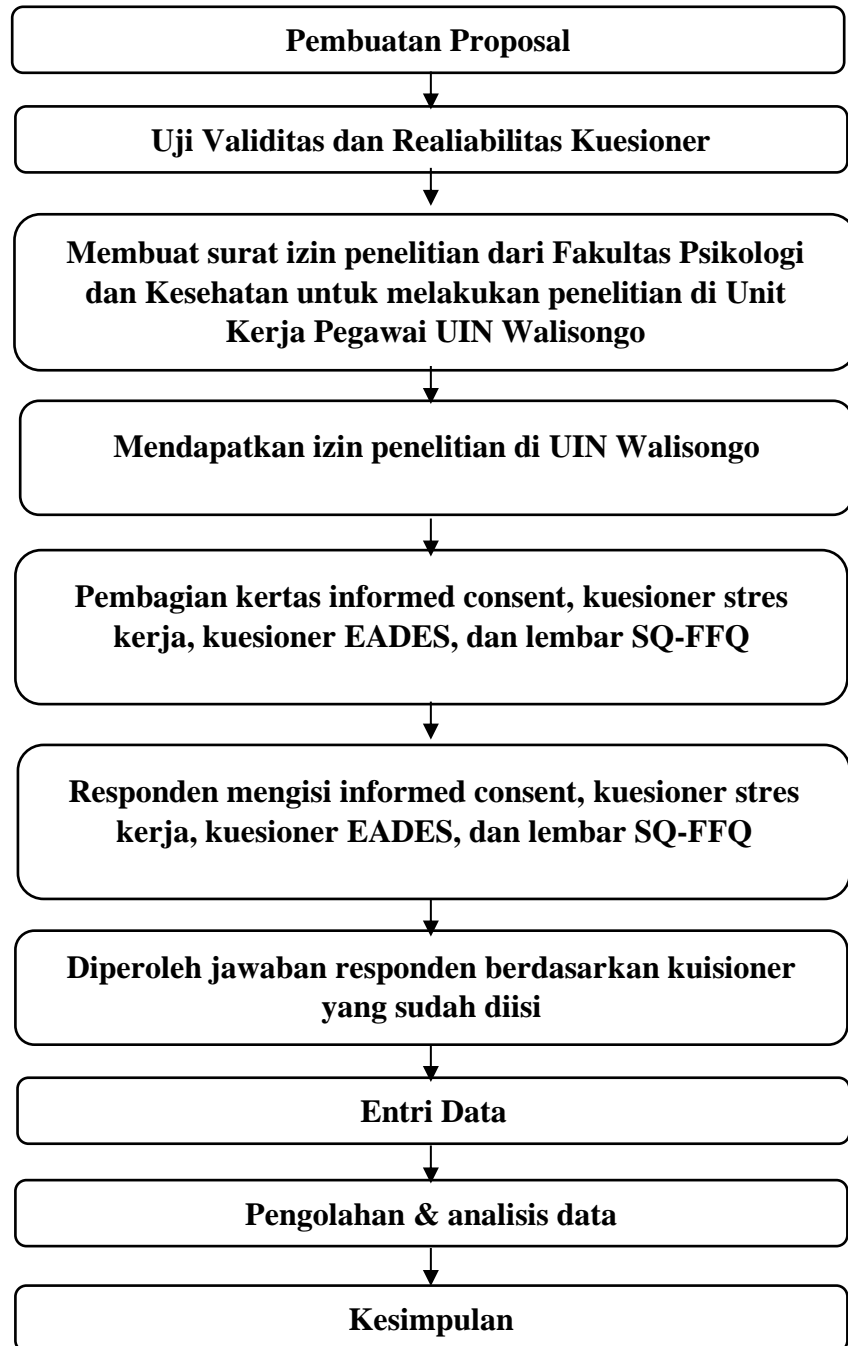 Pembuatan Proposal
Uji Validitas dan Realiabilitas Kuesioner
Membuat surat izin penelitian dari Fakultas Psikologi
dan Kesehatan untuk melakukan penelitian di Unit
Kerja Pegawai UIN Walisongo
Mendapatkan izin penelitian di UIN Walisongo
Pembagian kertas informed consent, kuesioner stres
kerja, kuesioner EADES, dan lembar SQ-FFQ
Responden mengisi informed consent, kuesioner stres
kerja, kuesioner EADES, dan lembar SQ-FFQ
Diperoleh jawaban responden berdasarkan kuisioner
yang sudah diisi
Entri Data
Pengolahan & analisis data
Kesimpulan